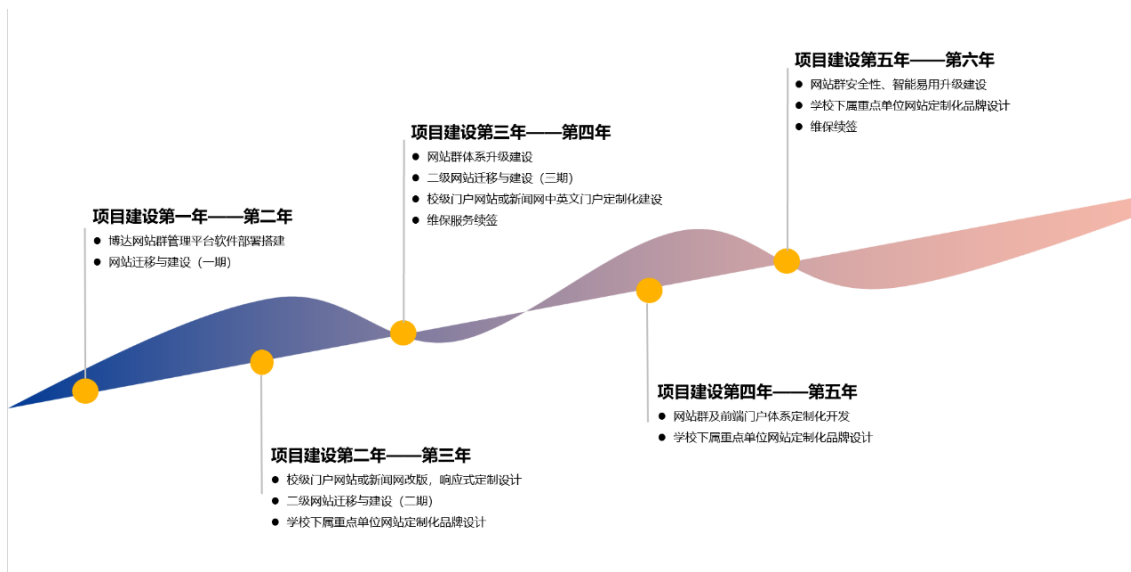 项目建设第一年——第二年
● 博达网站群管理平台软件部署搭建
● 网站迁移与建设（一期）
项目建设第二年——第三年
● 校级门户网站或新闻网改版，响应式定制设计
● 二级网站迁移与建设（二期）
● 学校下属重点单位网站定制化品牌设计
项目建设第三年——第四年
● 网站群体系升级建设
● 二级网站迁移与建设（三期）
● 校级门户网站或新闻网中英文门户定制化建设
● 维保服务续签
项目建设第四年——第五年
● 网站群及前端门户体系定制化开发
● 学校下属重点单位网站定制化品牌设计
项目建设第五年——第六年
● 网站群安全性、智能易用升级建设
● 学校下属重点单位网站定制化品牌设计
● 维保续签